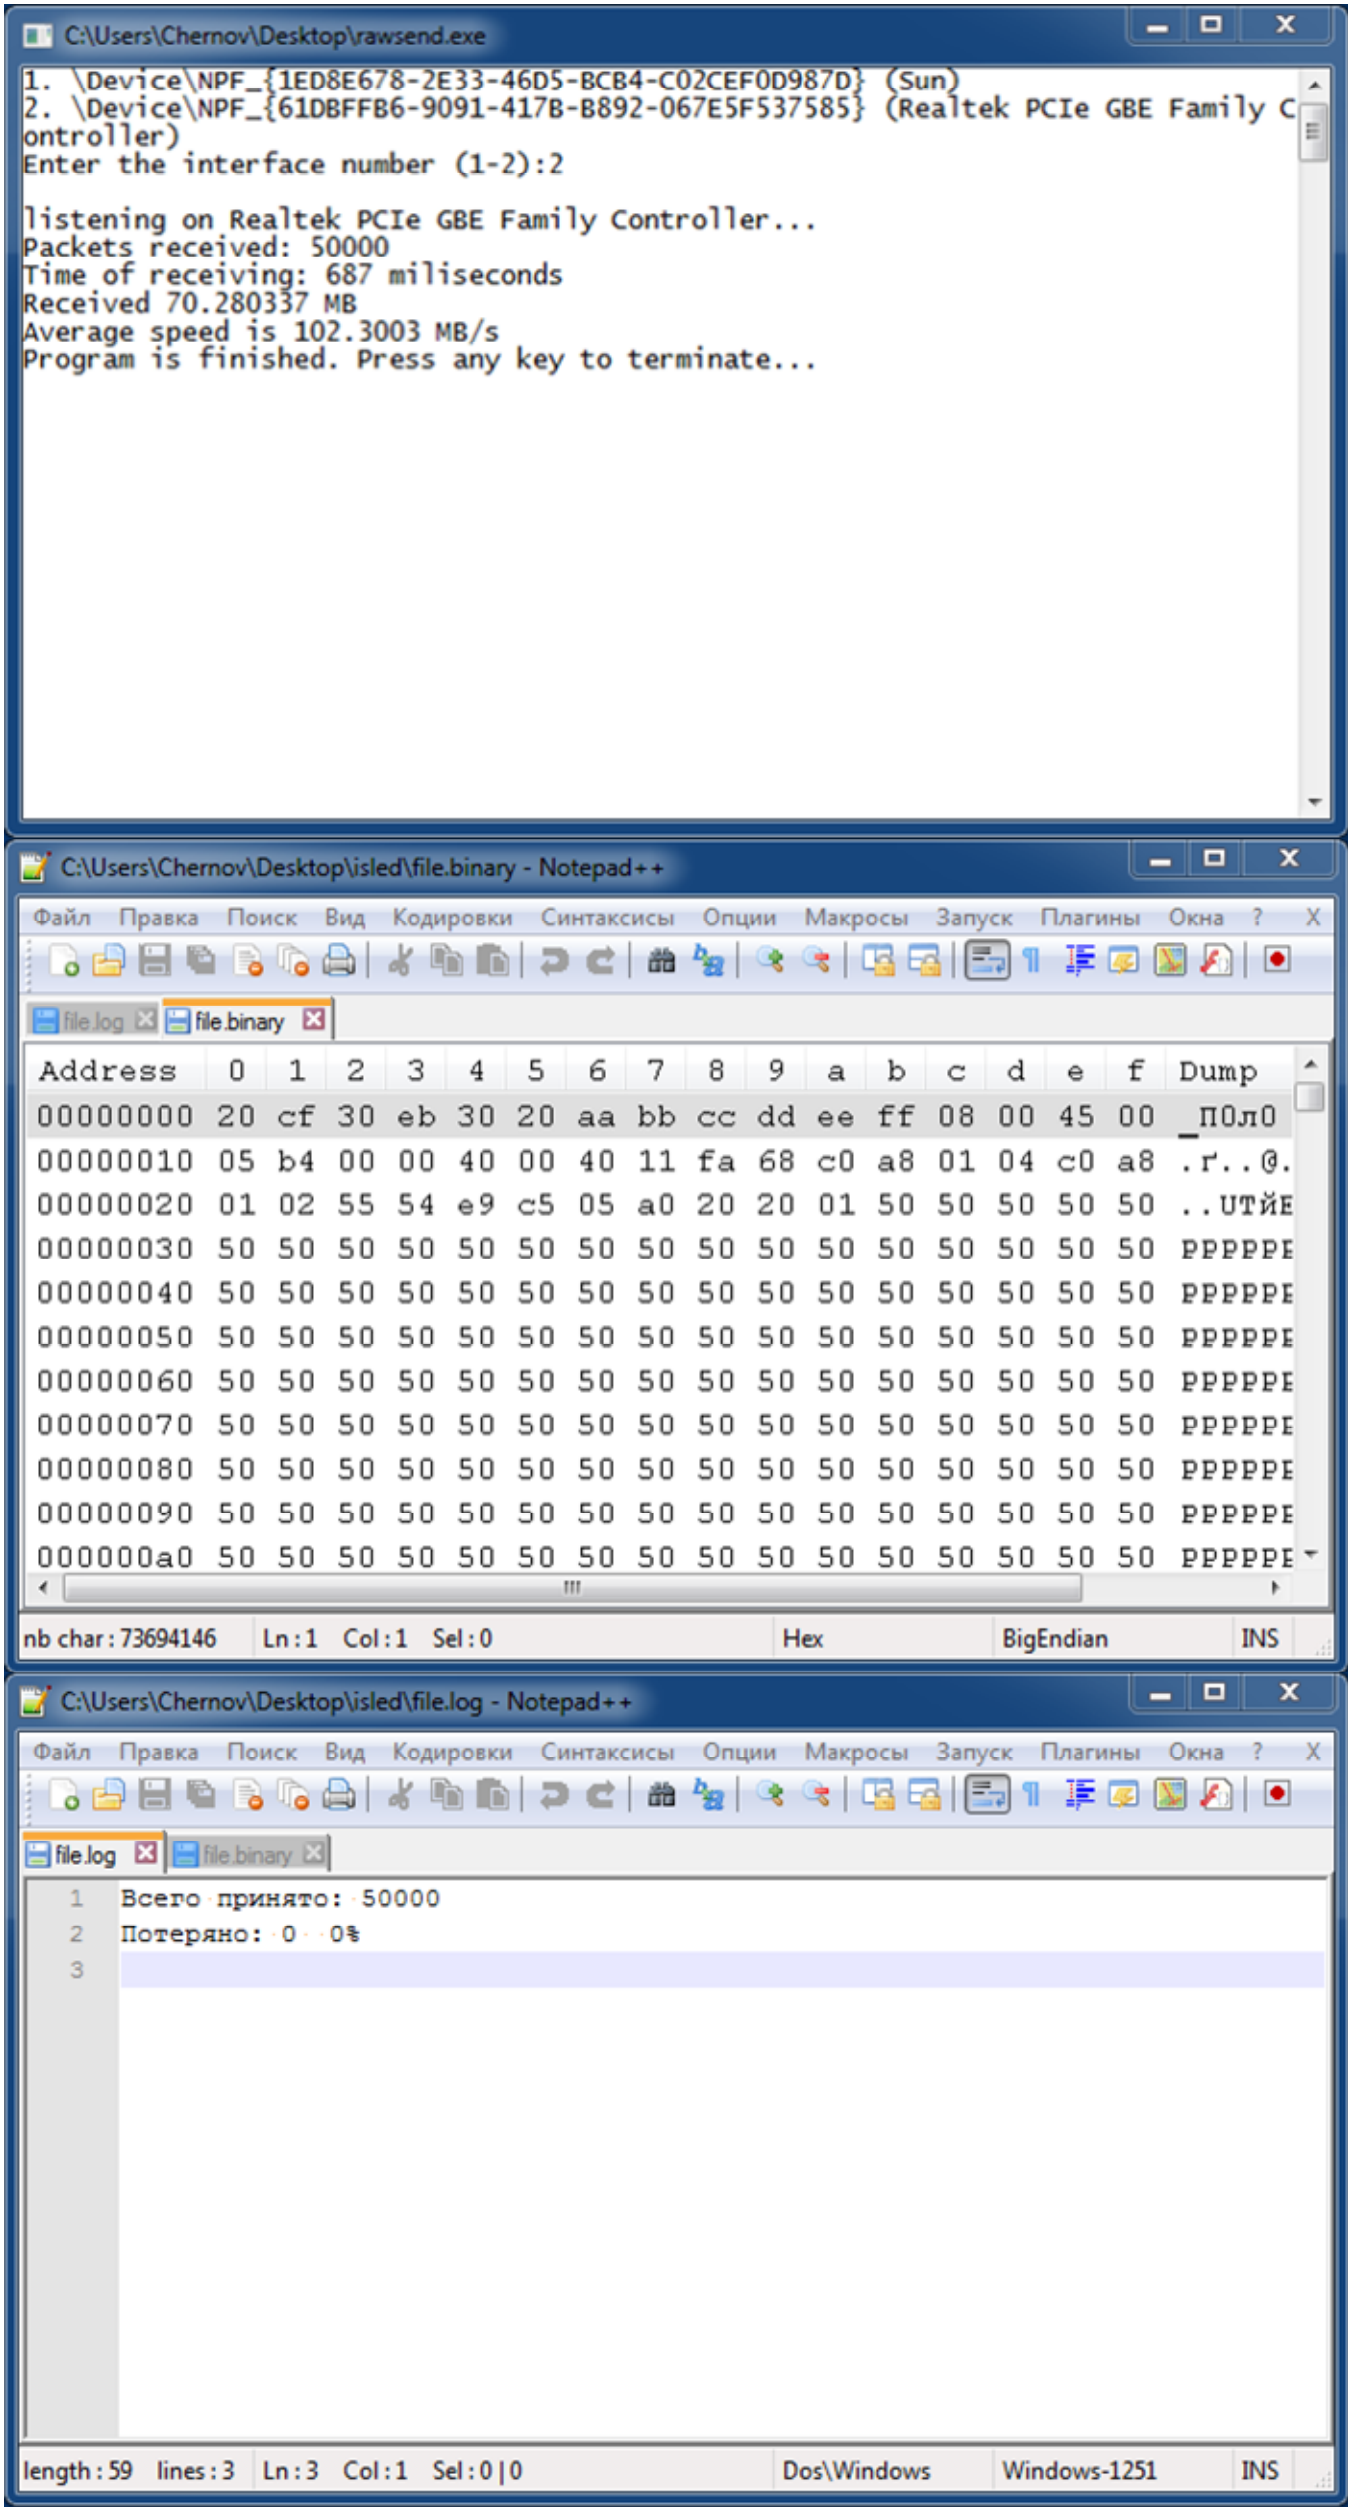 C:\Users\Chernov\Desktop\rawsend.exe
1. \Device\NPF_{1ED8E678-2E33-46D5-BCB4-C02CEF0D987D} (Sun)
2. \Device\NPF_{61DBFFB6-9091-417B-B892-067E5F537585} (Realtek PCIe GBE Family C
ontroller)
Enter the interface number (1-2):2
listening on Realtek PCIe GBE Family Controller...
Packets received: 50000
Time of receiving: 687 miliseconds
Received 70.280337 MB
Average speed is 102.3003 MB/s
Program is finished. Press any key to terminate...
C:\Users\Chernov\Desktop\isled\file.binary - Notepad++
Файл Правка Поиск Вид Кодировки Синтаксисы Опции Макросы Запуск Плагины Окна ? X
file.log file.binary
Address 0 1 2 3 4 5 6 7 8 9 a b c d e f Dump
00000000 20 cf 30 eb 30 20 aa bb cc dd ee ff 08 00 45 00 _П0л0
00000010 05 b4 00 00 40 00 40 11 fa 68 c0 a8 01 04 c0 a8 .ґ..@.
00000020 01 02 55 54 e9 c5 05 a0 20 20 01 50 50 50 50 50 ..UTйЕ
00000030 50 50 50 50 50 50 50 50 50 50 50 50 50 50 50 50 PPPPPP
00000040 50 50 50 50 50 50 50 50 50 50 50 50 50 50 50 50 PPPPPP
00000050 50 50 50 50 50 50 50 50 50 50 50 50 50 50 50 50 PPPPPP
00000060 50 50 50 50 50 50 50 50 50 50 50 50 50 50 50 50 PPPPPP
00000070 50 50 50 50 50 50 50 50 50 50 50 50 50 50 50 50 PPPPPP
00000080 50 50 50 50 50 50 50 50 50 50 50 50 50 50 50 50 PPPPPP
00000090 50 50 50 50 50 50 50 50 50 50 50 50 50 50 50 50 PPPPPP
000000a0 50 50 50 50 50 50 50 50 50 50 50 50 50 50 50 50 PPPPPP
nb char : 73694146 Ln : 1 Col : 1 Sel : 0 Hex BigEndian INS
C:\Users\Chernov\Desktop\isled\file.log - Notepad++
Файл Правка Поиск Вид Кодировки Синтаксисы Опции Макросы Запуск Плагины Окна ? X
file.log file.binary
1 Всего принято: 50000
2 Потеряно: 0 0%
3
length : 59 lines : 3 Ln : 3 Col : 1 Sel : 0 | 0 Dos\Windows Windows-1251 INS